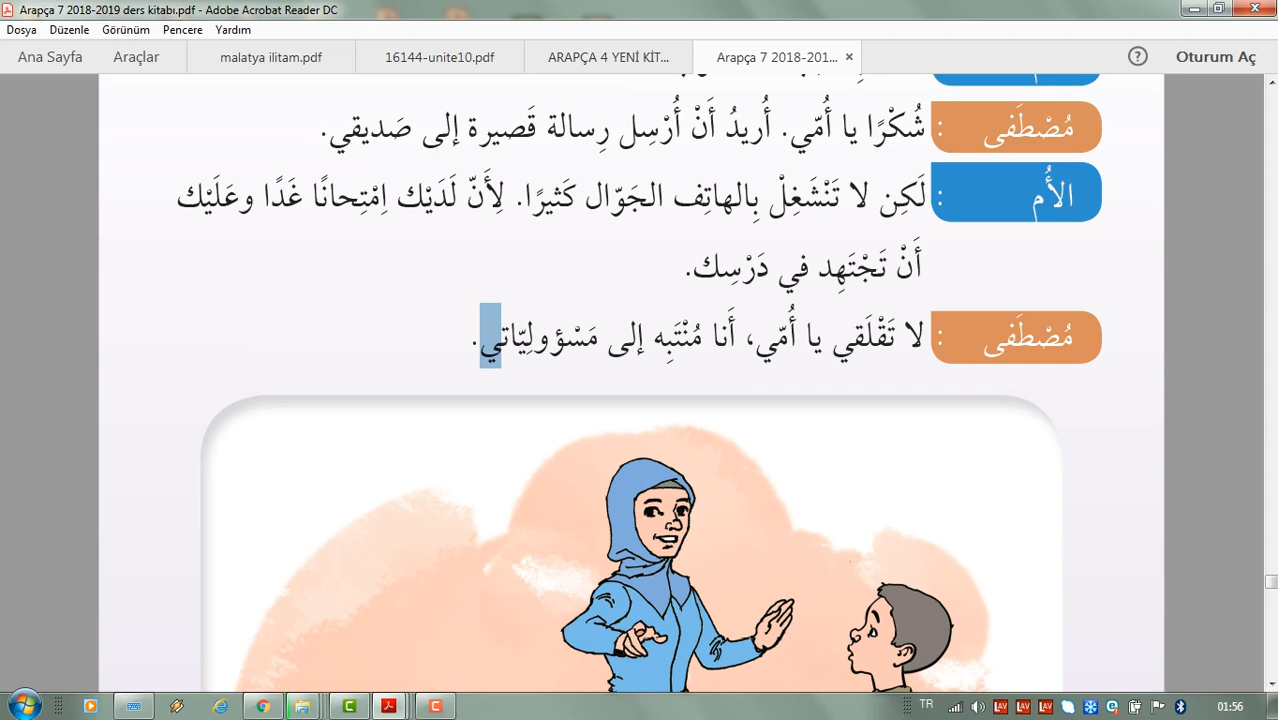 Arapça 7 2018-2019 ders kitabı.pdf - Adobe Acrobat Reader DC
Dosya Düzenle Görünüm Pencere Yardım
Ana Sayfa Araçlar malatya ilitam.pdf 16144-unite10.pdf ARAPÇA 4 YENİ KİT... Arapça 7 2018-201... Oturum Aç
مُصْطَفى : شُكْرًا يا أُمّي. أُريدُ أَنْ أُرْسِل رِسالة قَصيرة إلى صَديقي.
الأُم : لَكِن لا تَنْشَغِلْ بِالهاتِف الجَوّال كَثيرًا. لِأَنّ لَدَيْك اِمْتِحانًا غَدًا وعَلَيْك
أَنْ تَجْتَهِد في دَرْسِك.
مُصْطَفى : لا تَقْلَقي يا أُمّي، أَنا مُنْتَبِه إلى مَسْؤولِيّاتي.
TR 01:56